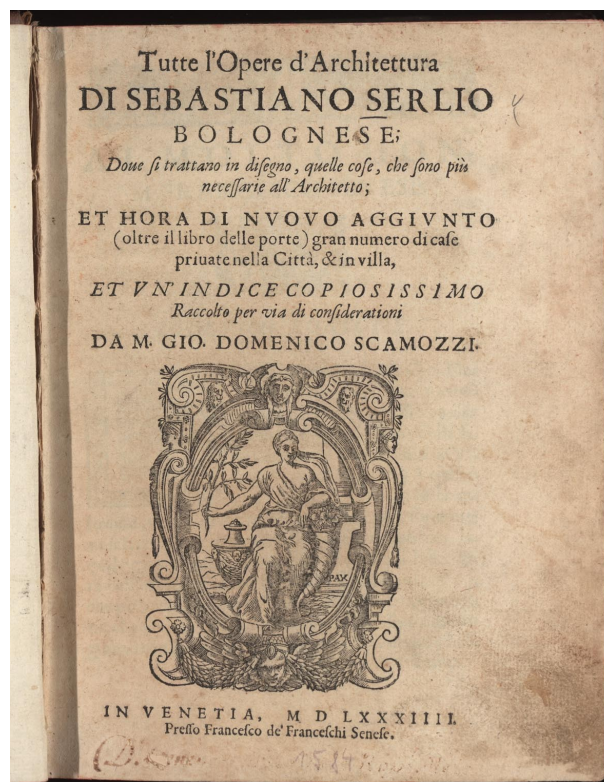 Tutte l'Opere d'Architettura
DI SEBASTIANO SERLIO
BOLOGNESE;
Doue ſi trattano in diſegno, quelle coſe, che ſono più
neceſſarie all'Architetto;
ET HORA DI NVOVO AGGIVNTO
(oltre il libro delle porte) gran numero di caſe
priuate nella Città, & in villa,
ET VN'INDICE COPIOSISSIMO
Raccolto per via di conſiderationi
DA M. GIO. DOMENICO SCAMOZZI.
PAX
IN VENETIA, M D LXXXIIII.
Preſſo Franceſco de' Franceſchi Seneſe.
1584